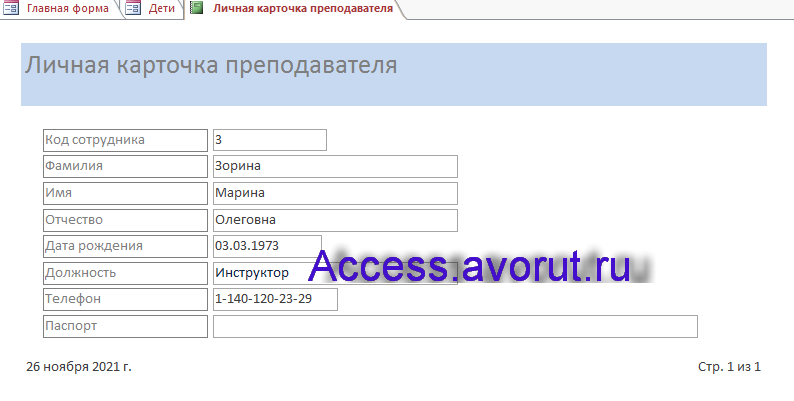 Главная форма Дети Личная карточка преподавателя
Личная карточка преподавателя
Код сотрудника 3
Фамилия Зорина
Имя Марина
Отчество Олеговна
Дата рождения 03.03.1973
Access.avorut.ru
Должность Инструктор
Телефон 1-140-120-23-29
Паспорт
26 ноября 2021 г. Стр. 1 из 1